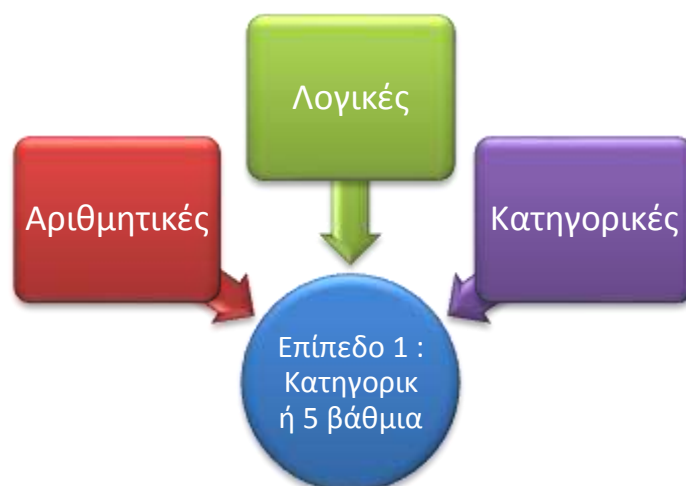 Λογικές
Αριθμητικές
Κατηγορικές
Επίπεδο 1 :
Κατηγορικ
ή 5 βάθμια